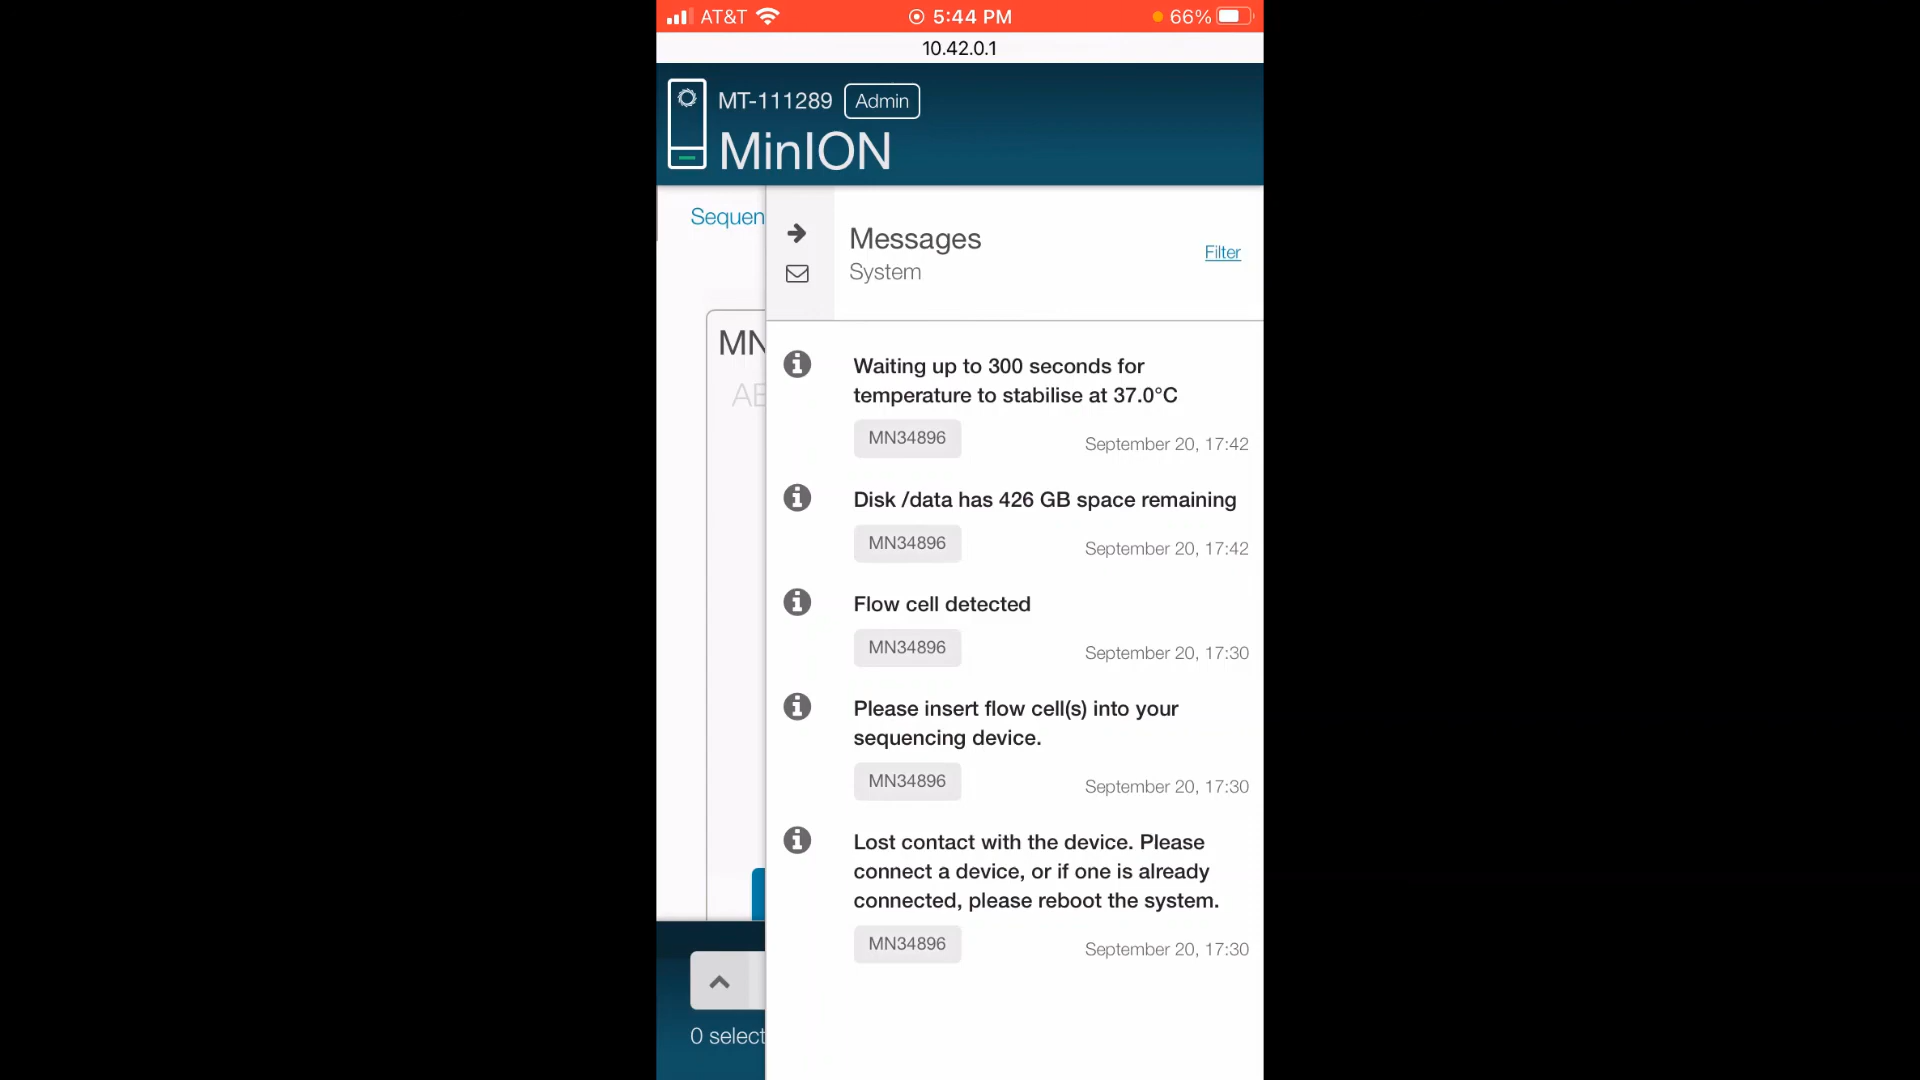 AT&T 5:44 PM 66%
10.42.0.1
MT-111289 Admin
MinION
Sequen
Messages
System
Filter
MN
AE
Waiting up to 300 seconds for
temperature to stabilise at 37.0°C
MN34896 September 20, 17:42
Disk /data has 426 GB space remaining
MN34896 September 20, 17:42
Flow cell detected
MN34896 September 20, 17:30
Please insert flow cell(s) into your
sequencing device.
MN34896 September 20, 17:30
Lost contact with the device. Please
connect a device, or if one is already
connected, please reboot the system.
MN34896 September 20, 17:30
0 select